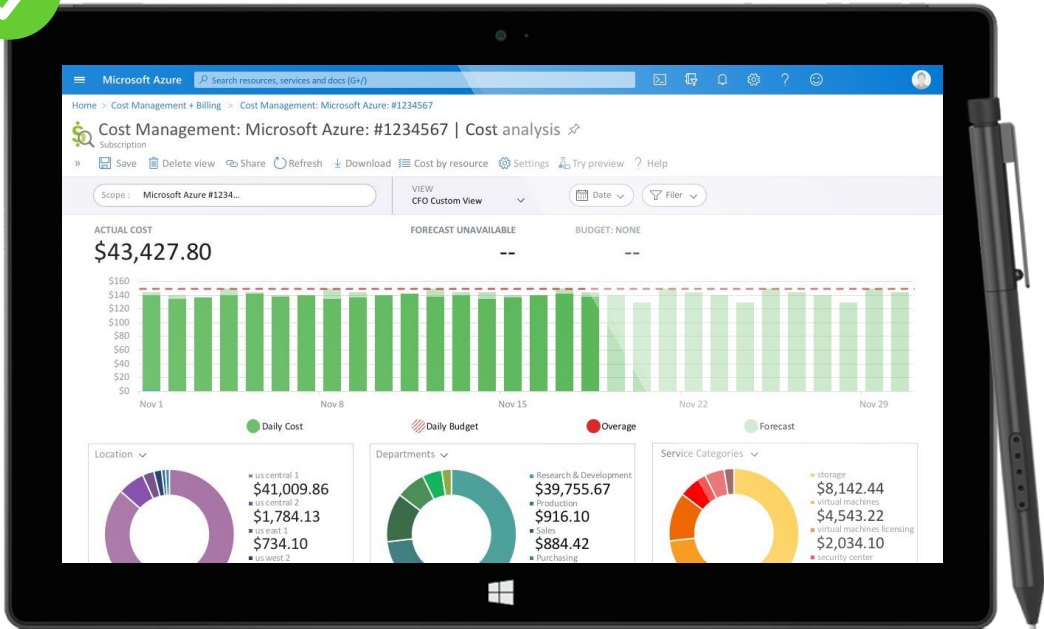 Microsoft Azure
Search resources, services and docs (G+/)
Home > Cost Management + Billing > Cost Management: Microsoft Azure: #1234567
Cost Management: Microsoft Azure: #1234567 | Cost analysis
Subscription
» Save Delete view Share Refresh Download Cost by resource Settings Try preview ? Help
Scope : Microsoft Azure #1234...
VIEW
CFO Custom View
Date
Filer
ACTUAL COST
$43,427.80
FORECAST UNAVAILABLE
--
BUDGET: NONE
--
$160
$140
$120
$100
$80
$60
$40
$20
$0
Nov 1 Nov 8 Nov 15 Nov 22 Nov 29
Daily Cost Daily Budget Overage Forecast
Location
us central 1
$41,009.86
us central 2
$1,784.13
us east 1
$734.10
us west 2
Departments
Research & Development
$39,755.67
Production
$916.10
Sales
$884.42
Purchasing
Service Categories
storage
$8,142.44
virtual machines
$4,543.22
virtual machines licensing
$2,034.10
security center